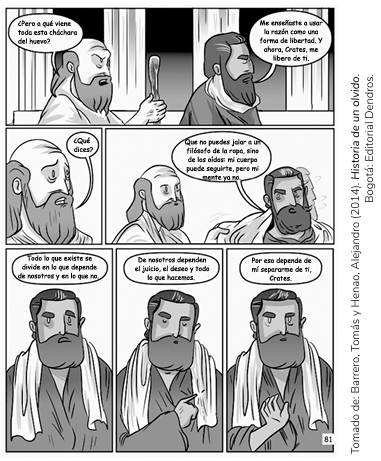 ¿Pero a qué viene
toda esta cháchara
del huevo?
Me enseñaste a usar
la razón como una
forma de libertad. Y
ahora, Crates, me
libero de ti.
¿Qué
dices?
Que no puedes jalar a un
filósofo de la ropa, sino
de los oídos: mi cuerpo
puede seguirte, pero mi
mente ya no.
Todo lo que existe se
divide en lo que depende
de nosotros y en lo que no.
De nosotros dependen
el juicio, el deseo y todo
lo que hacemos.
Por eso depende de
mí separarme de ti,
Crates.
81
Tomado de: Barrero, Tomás y Henao, Alejandro (2014). Historia de un olvido.
Bogotá: Editorial Dendros.